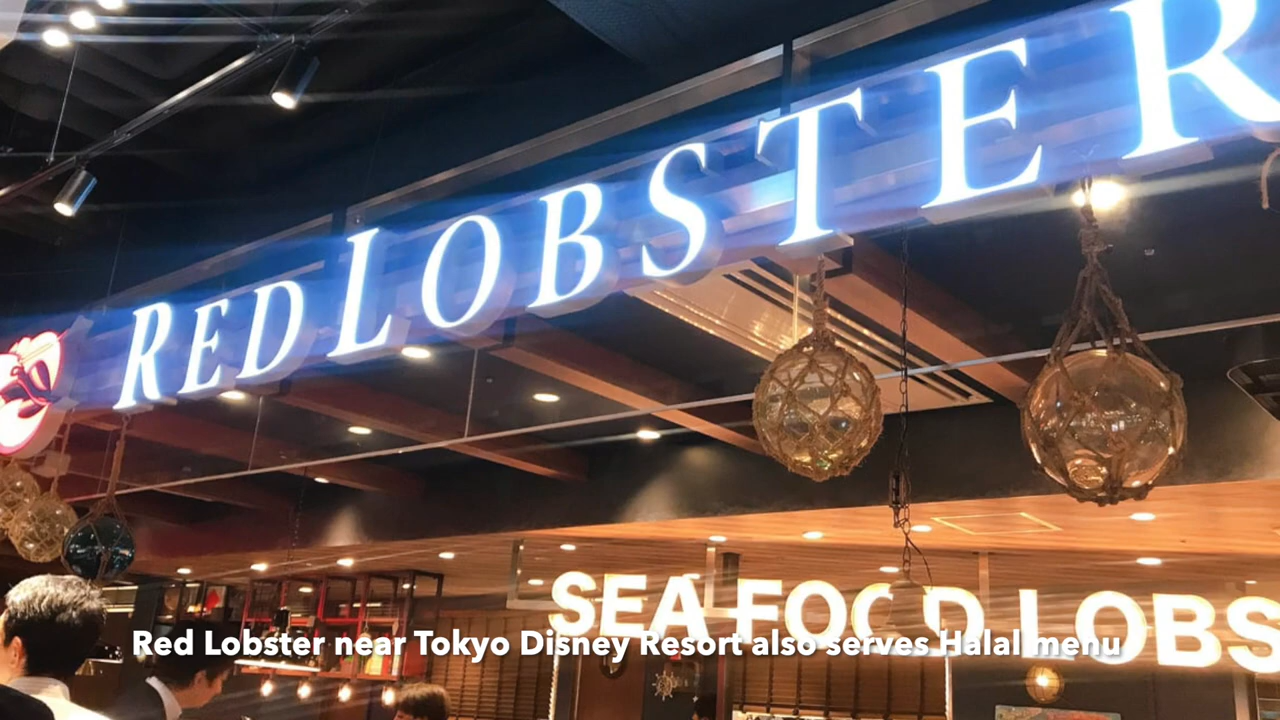 RED LOBSTER
SEAFOOD LOBS
Red Lobster near Tokyo Disney Resort also serves Halal menu